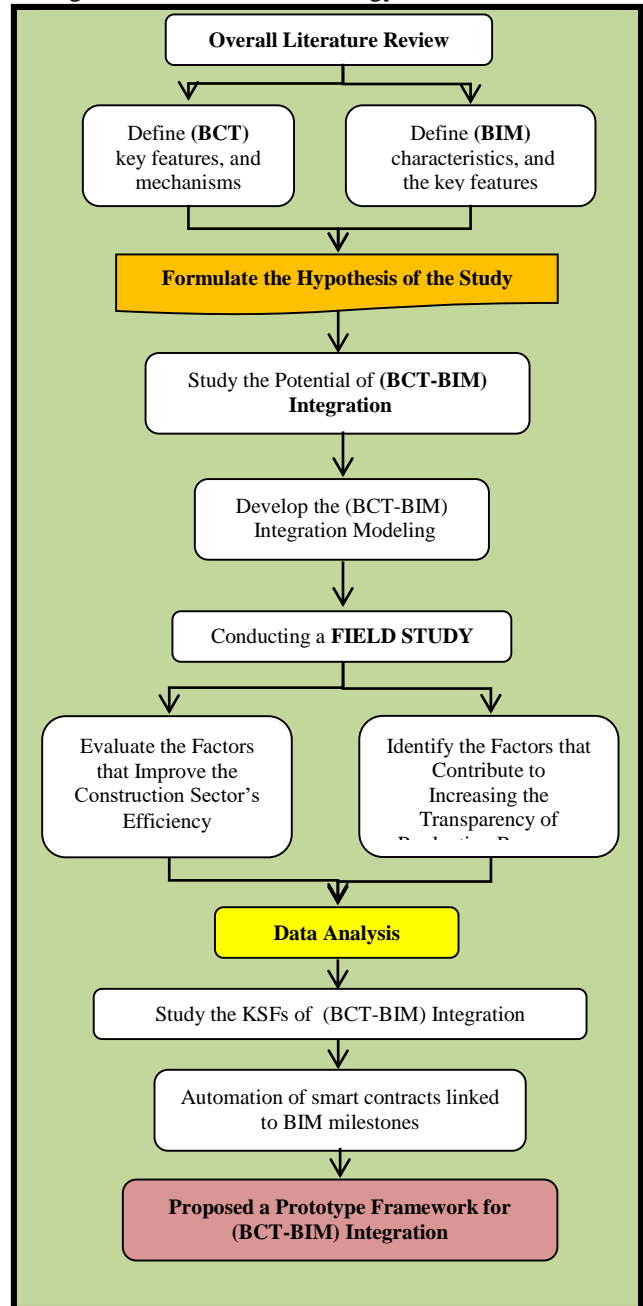 Overall Literature Review
Define (BCT)
key features, and
mechanisms
Define (BIM)
characteristics, and
the key features
Formulate the Hypothesis of the Study
Study the Potential of (BCT-BIM)
Integration
Develop the (BCT-BIM)
Integration Modeling
Conducting a FIELD STUDY
Evaluate the Factors
that Improve the
Construction Sector's
Efficiency
Identify the Factors that
Contribute to
Increasing the
Transparency of
Data Analysis
Study the KSFs of (BCT-BIM) Integration
Automation of smart contracts linked
to BIM milestones
Proposed a Prototype Framework for
(BCT-BIM) Integration